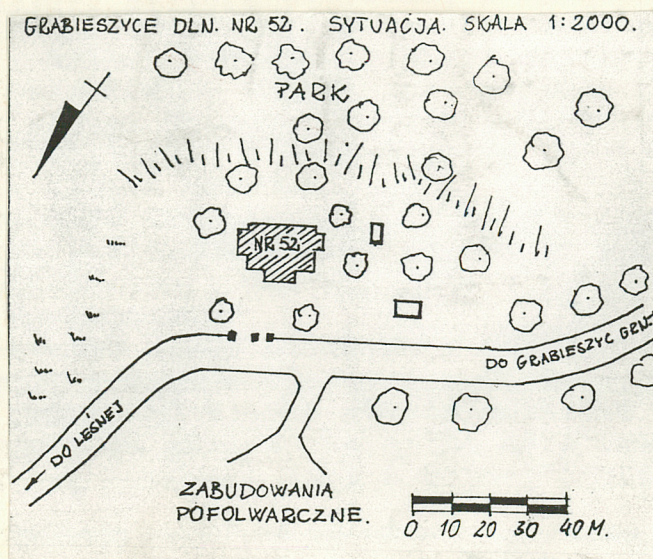 GRABIESZYCE DLN. NR 52. SYTUACJA. SKALA 1:2000.
PARK
NR 52
DO GRABIESZYC GRN.
DO LEŚNEJ
ZABUDOWANIA
POFOLWARCZNE.
0 10 20 30 40 M.